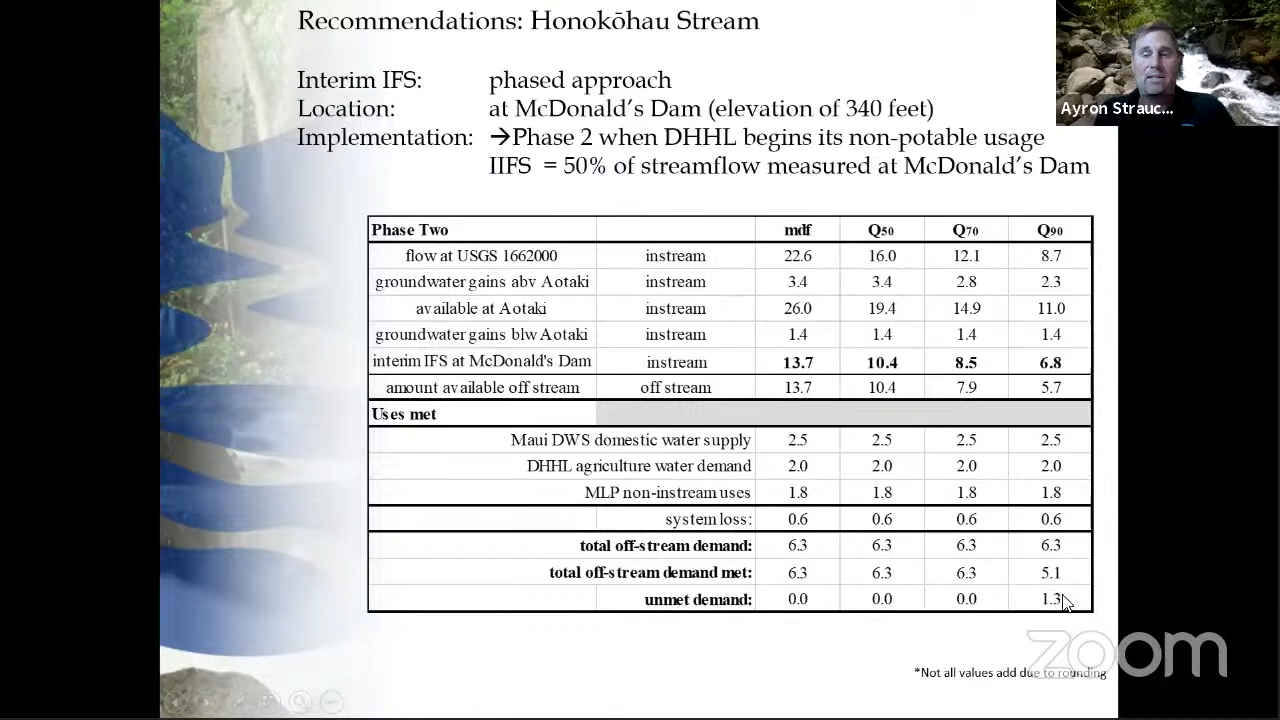 Recommendations: Honokōhau Stream
Ayron Strauc...
Interim IFS: phased approach
Location: at McDonald's Dam (elevation of 340 feet)
Implementation: →Phase 2 when DHHL begins its non-potable usage
IIFS = 50% of streamflow measured at McDonald's Dam
Phase Two mdf Q50 Q70 Q90
flow at USGS 1662000 instream 22.6 16.0 12.1 8.7
groundwater gains abv Aotaki instream 3.4 3.4 2.8 2.3
available at Aotaki instream 26.0 19.4 14.9 11.0
groundwater gains blw Aotaki instream 1.4 1.4 1.4 1.4
interim IFS at McDonald's Dam instream 13.7 10.4 8.5 6.8
amount available off stream off stream 13.7 10.4 7.9 5.7
Uses met
Maui DWS domestic water supply 2.5 2.5 2.5 2.5
DHHL agriculture water demand 2.0 2.0 2.0 2.0
MLP non-instream uses 1.8 1.8 1.8 1.8
system loss: 0.6 0.6 0.6 0.6
total off-stream demand: 6.3 6.3 6.3 6.3
total off-stream demand met: 6.3 6.3 6.3 5.1
unmet demand: 0.0 0.0 0.0 1.3
zoom
*Not all values add due to rounding